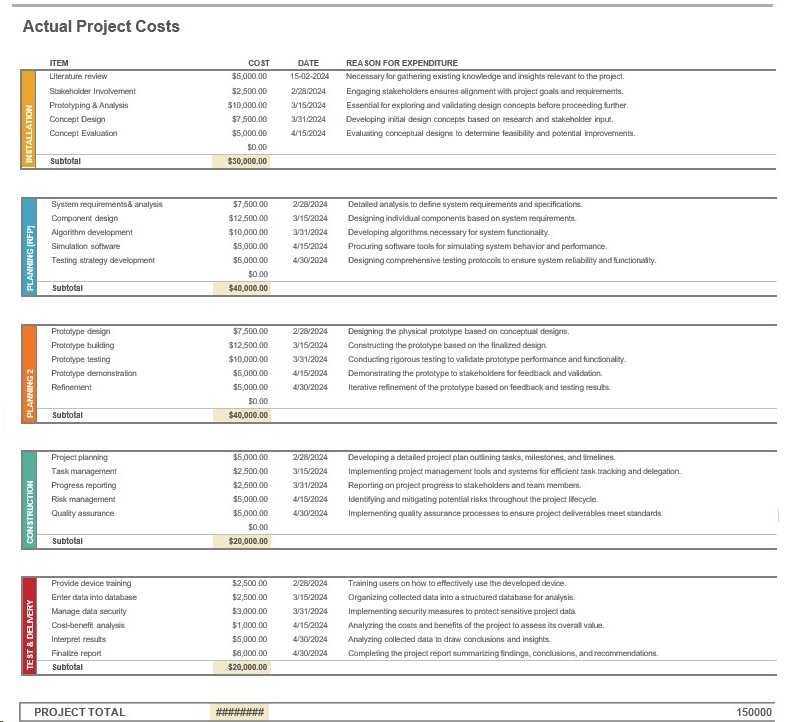 Actual Project Costs
ITEM COST DATE REASON FOR EXPENDITURE
INSTALLATION
Literature review $5,000.00 15-02-2024 Necessary for gathering existing knowledge and insights relevant to the project.
Stakeholder Involvement $2,500.00 2/28/2024 Engaging stakeholders ensures alignment with project goals and requirements.
Prototyping & Analysis $10,000.00 3/15/2024 Essential for exploring and validating design concepts before proceeding further.
Concept Design $7,500.00 3/31/2024 Developing initial design concepts based on research and stakeholder input.
Concept Evaluation $5,000.00 4/15/2024 Evaluating conceptual designs to determine feasibility and potential improvements.
$0.00
Subtotal $30,000.00
PLANNING (RFP)
System requirements& analysis $7,500.00 2/28/2024 Detailed analysis to define system requirements and specifications.
Component design $12,500.00 3/15/2024 Designing individual components based on system requirements.
Algorithm development $10,000.00 3/31/2024 Developing algorithms necessary for system functionality.
Simulation software $5,000.00 4/15/2024 Procuring software tools for simulating system behavior and performance.
Testing strategy development $5,000.00 4/30/2024 Designing comprehensive testing protocols to ensure system reliability and functionality.
$0.00
Subtotal $40,000.00
PLANNING 2
Prototype design $7,500.00 2/28/2024 Designing the physical prototype based on conceptual designs.
Prototype building $12,500.00 3/15/2024 Constructing the prototype based on the finalized design.
Prototype testing $10,000.00 3/31/2024 Conducting rigorous testing to validate prototype performance and functionality.
Prototype demonstration $5,000.00 4/15/2024 Demonstrating the prototype to stakeholders for feedback and validation.
Refinement $5,000.00 4/30/2024 Iterative refinement of the prototype based on feedback and testing results.
$0.00
Subtotal $40,000.00
CONSTRUCTION
Project planning $5,000.00 2/28/2024 Developing a detailed project plan outlining tasks, milestones, and timelines.
Task management $2,500.00 3/15/2024 Implementing project management tools and systems for efficient task tracking and delegation.
Progress reporting $2,500.00 3/31/2024 Reporting on project progress to stakeholders and team members.
Risk management $5,000.00 4/15/2024 Identifying and mitigating potential risks throughout the project lifecycle.
Quality assurance $5,000.00 4/30/2024 Implementing quality assurance processes to ensure project deliverables meet standards.
$0.00
Subtotal $20,000.00
TEST & DELIVERY
Provide device training $2,500.00 2/28/2024 Training users on how to effectively use the developed device.
Enter data into database $2,500.00 3/15/2024 Organizing collected data into a structured database for analysis.
Manage data security $3,000.00 3/31/2024 Implementing security measures to protect sensitive project data.
Cost-benefit analysis $1,000.00 4/15/2024 Analyzing the costs and benefits of the project to assess its overall value.
Interpret results $5,000.00 4/30/2024 Analyzing collected data to draw conclusions and insights.
Finalize report $6,000.00 4/30/2024 Completing the project report summarizing findings, conclusions, and recommendations.
Subtotal $20,000.00
PROJECT TOTAL ######## 150000